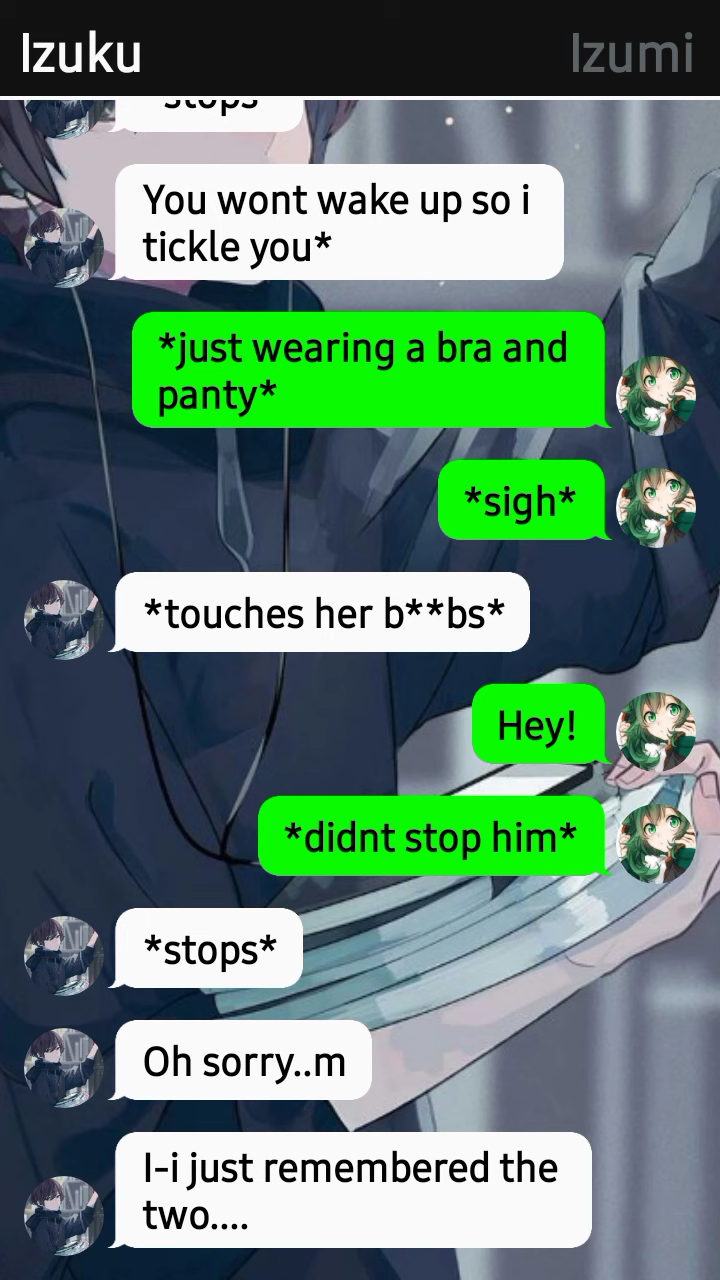 Izuku
Izumi
stops
You wont wake up so i
tickle you*
*just wearing a bra and
panty*
*sigh*
*touches her b**bs*
Hey!
*didnt stop him*
*stops*
Oh sorry..m
I-i just remembered the
two....